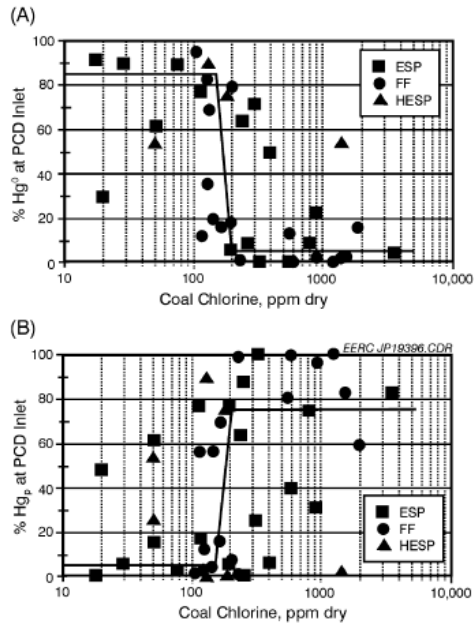 (A)
100
80
60
40
20
0
% Hg⁰ at PCD Inlet
ESP
FF
HESP
10
100
1000
10,000
Coal Chlorine, ppm dry
(B)
EERC JP19396.CDR
100
80
60
40
20
0
% Hgₚ at PCD Inlet
ESP
FF
HESP
10
100
1000
10,000
Coal Chlorine, ppm dry